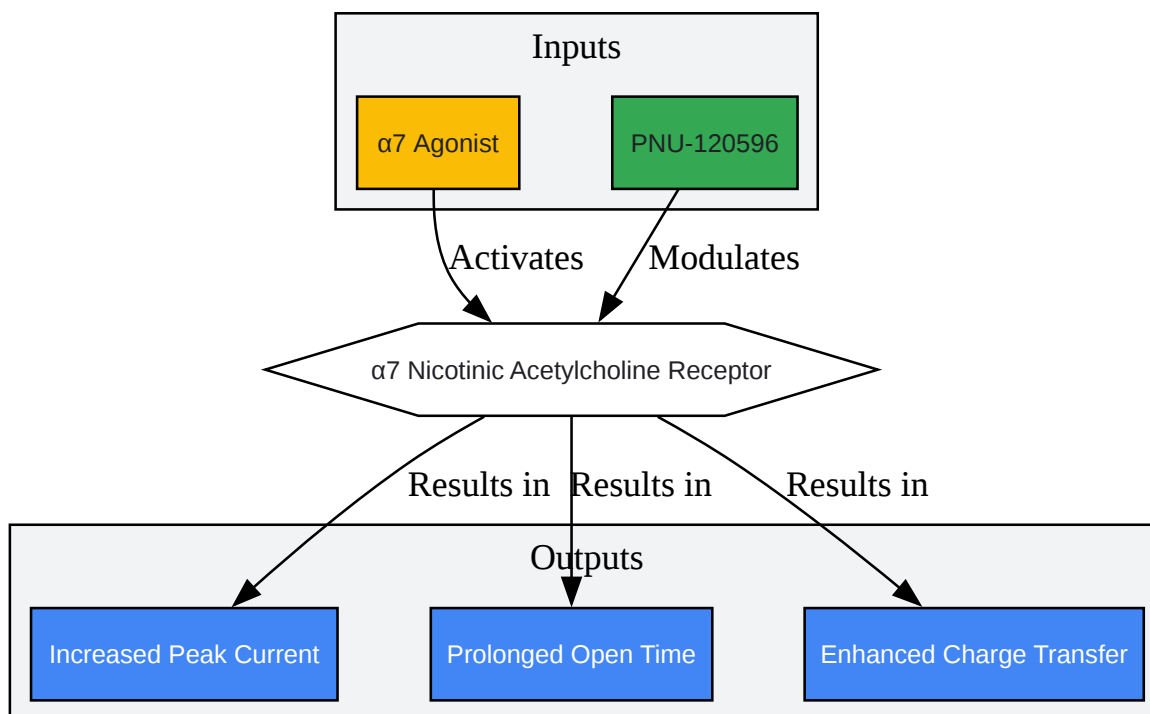 Inputs
α7 Agonist
PNU-120596
Activates
Modulates
α7 Nicotinic Acetylcholine Receptor
Results in
Results in
Results in
Outputs
Increased Peak Current
Prolonged Open Time
Enhanced Charge Transfer